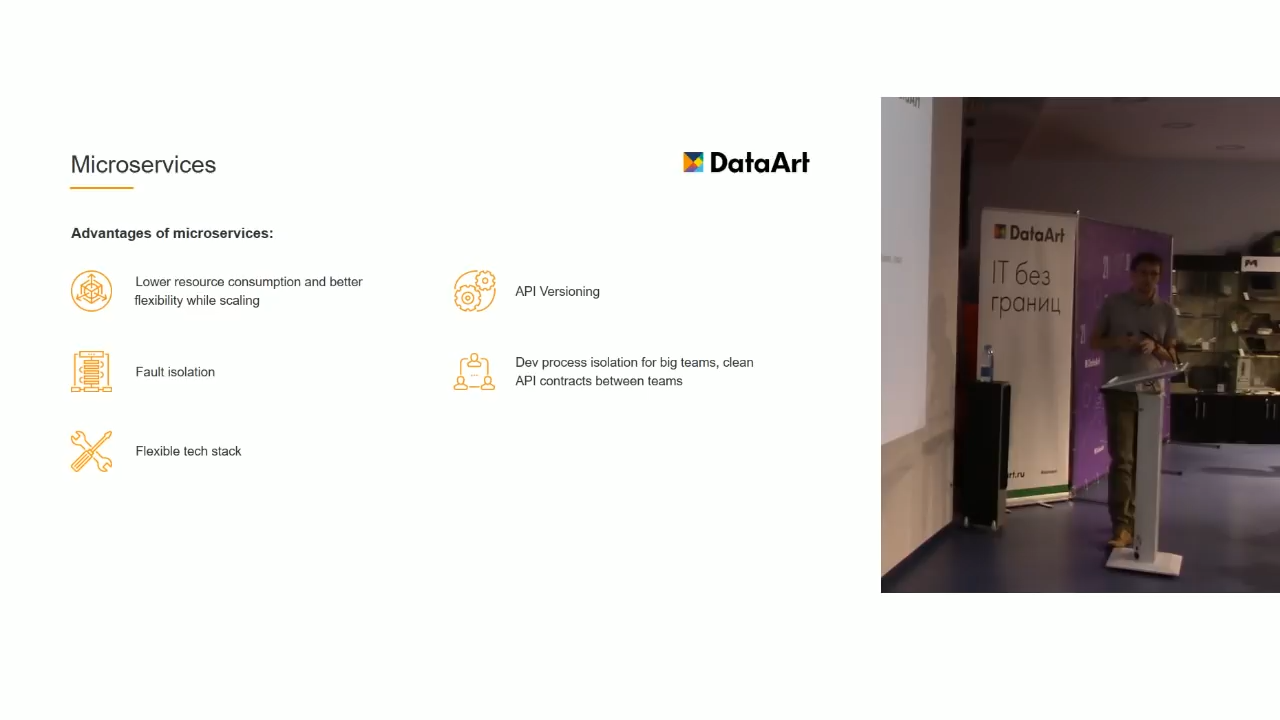 Microservices
DataArt
Advantages of microservices:
Lower resource consumption and better
flexibility while scaling
API Versioning
Fault isolation
Dev process isolation for big teams, clean
API contracts between teams
Flexible tech stack
DataArt
IT без
границ